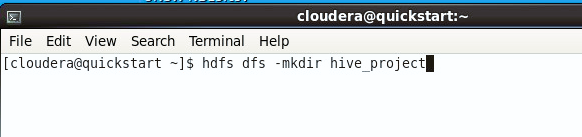 cloudera@quickstart:~
File Edit View Search Terminal Help
[cloudera@quickstart ~]$ hdfs dfs -mkdir hive_project